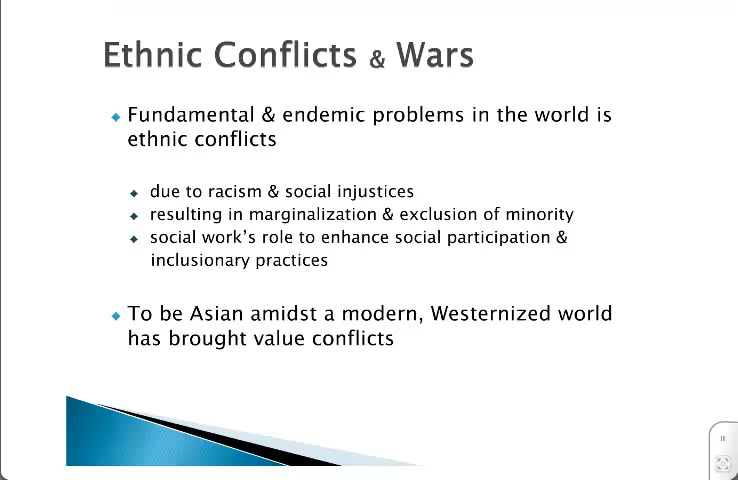 Ethnic Conflicts & Wars
Fundamental & endemic problems in the world is
ethnic conflicts
due to racism & social injustices
resulting in marginalization & exclusion of minority
social work's role to enhance social participation &
inclusionary practices
To be Asian amidst a modern, Westernized world
has brought value conflicts